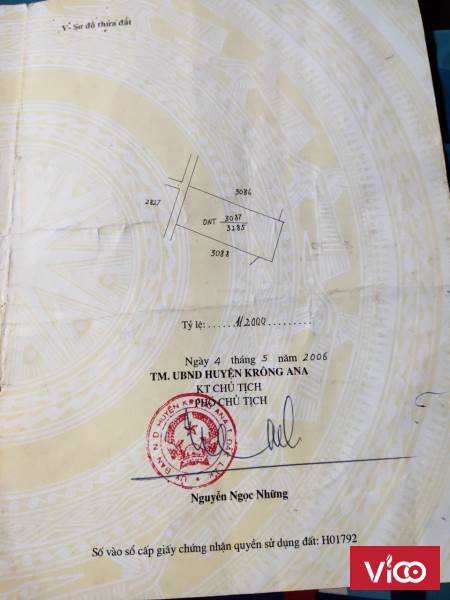 V- Sơ đồ thửa đất
3086
2827
ONT 3087
3285
3088
Tỷ lệ:......1/2000.........
Ngày 4 tháng 5 năm 2006
TM. UBND HUYỆN KRÔNG ANA
KT CHỦ TỊCH
PHÓ CHỦ TỊCH
Nguyễn Ngọc Những
Số vào sổ cấp giấy chứng nhận quyền sử dụng đất: H01792
Vico